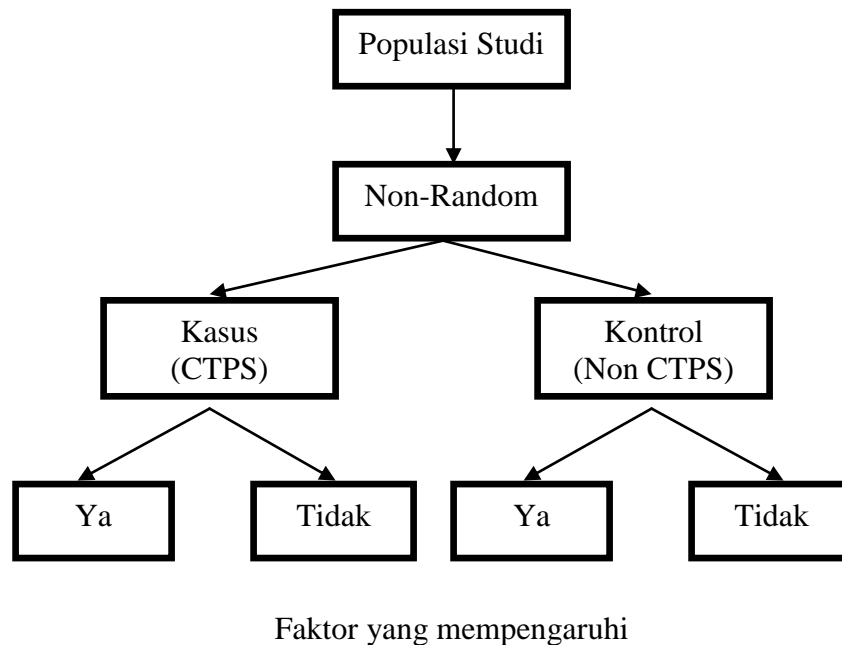 Populasi Studi
Non-Random
Kasus
(CTPS)
Kontrol
(Non CTPS)
Ya
Tidak
Ya
Tidak
Faktor yang mempengaruhi